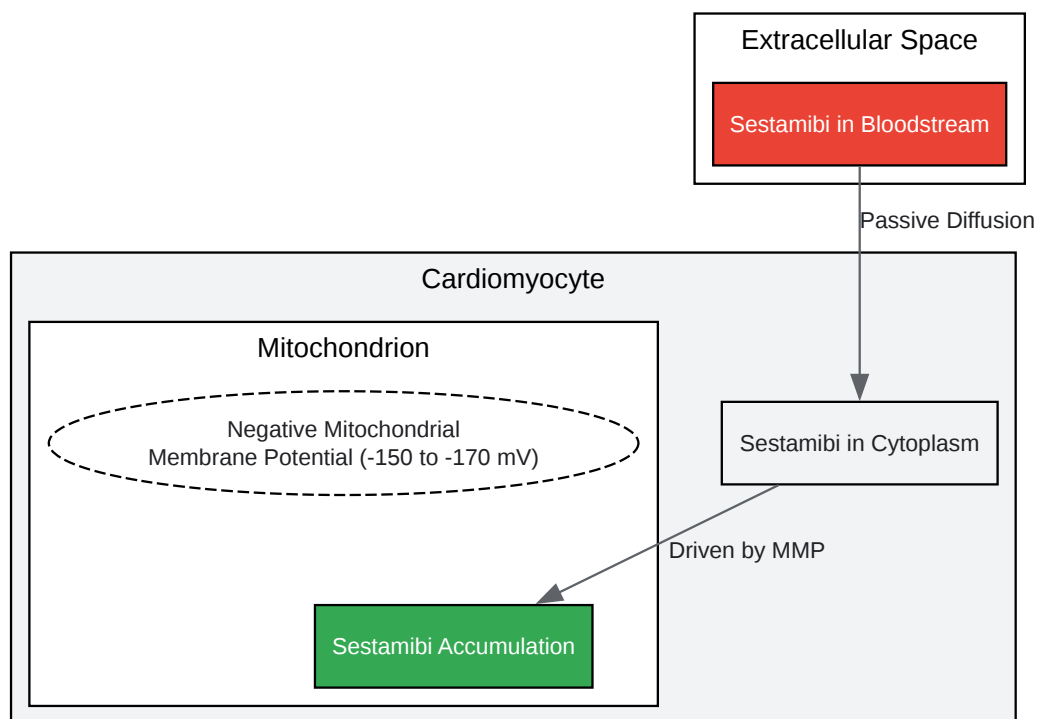 Extracellular Space
Sestamibi in Bloodstream
Passive Diffusion
Cardiomyocyte
Mitochondrion
Negative Mitochondrial
Membrane Potential (-150 to -170 mV)
Sestamibi in Cytoplasm
Driven by MMP
Sestamibi Accumulation